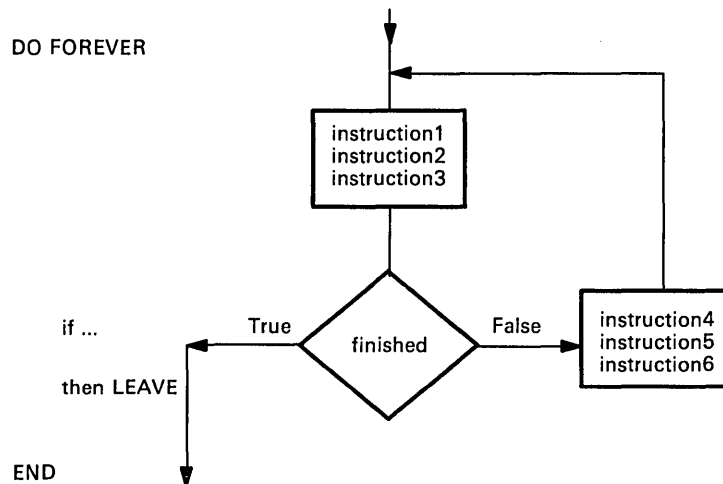 DO FOREVER
instruction1
instruction2
instruction3
if ...
True
finished
False
instruction4
instruction5
instruction6
then LEAVE
END